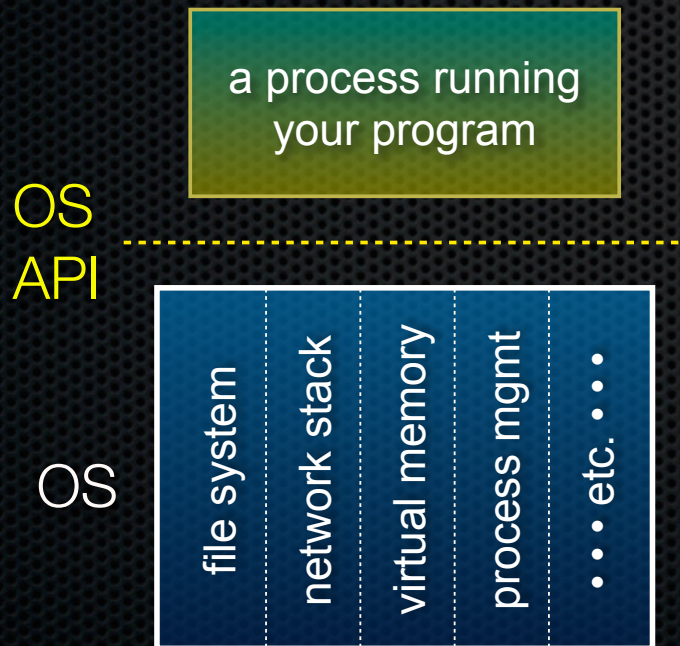 a process running
your program
OS
API
OS
file system
network stack
virtual memory
process mgmt
• • • etc. • • •